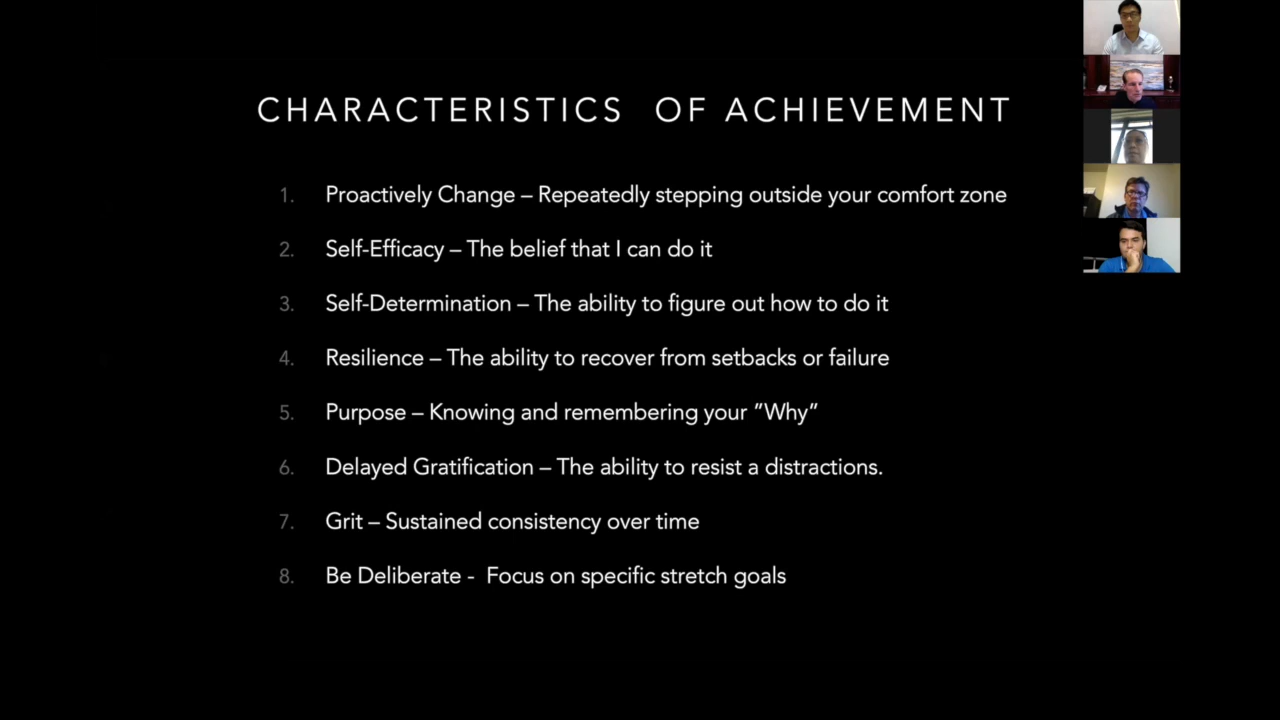 CHARACTERISTICS OF ACHIEVEMENT
1. Proactively Change – Repeatedly stepping outside your comfort zone
2. Self-Efficacy – The belief that I can do it
3. Self-Determination – The ability to figure out how to do it
4. Resilience – The ability to recover from setbacks or failure
5. Purpose – Knowing and remembering your ”Why”
6. Delayed Gratification – The ability to resist a distractions.
7. Grit – Sustained consistency over time
8. Be Deliberate - Focus on specific stretch goals